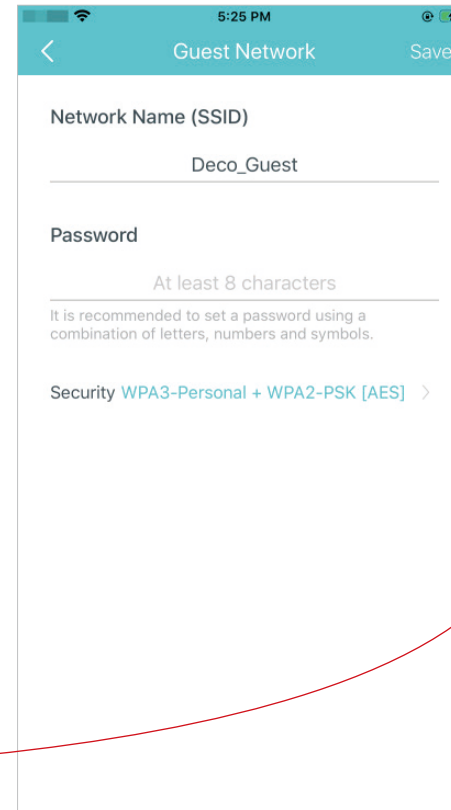 5:25 PM
Guest Network
Save
Network Name (SSID)
Deco_Guest
Password
At least 8 characters
It is recommended to set a password using a
combination of letters, numbers and symbols.
Security WPA3-Personal + WPA2-PSK [AES]